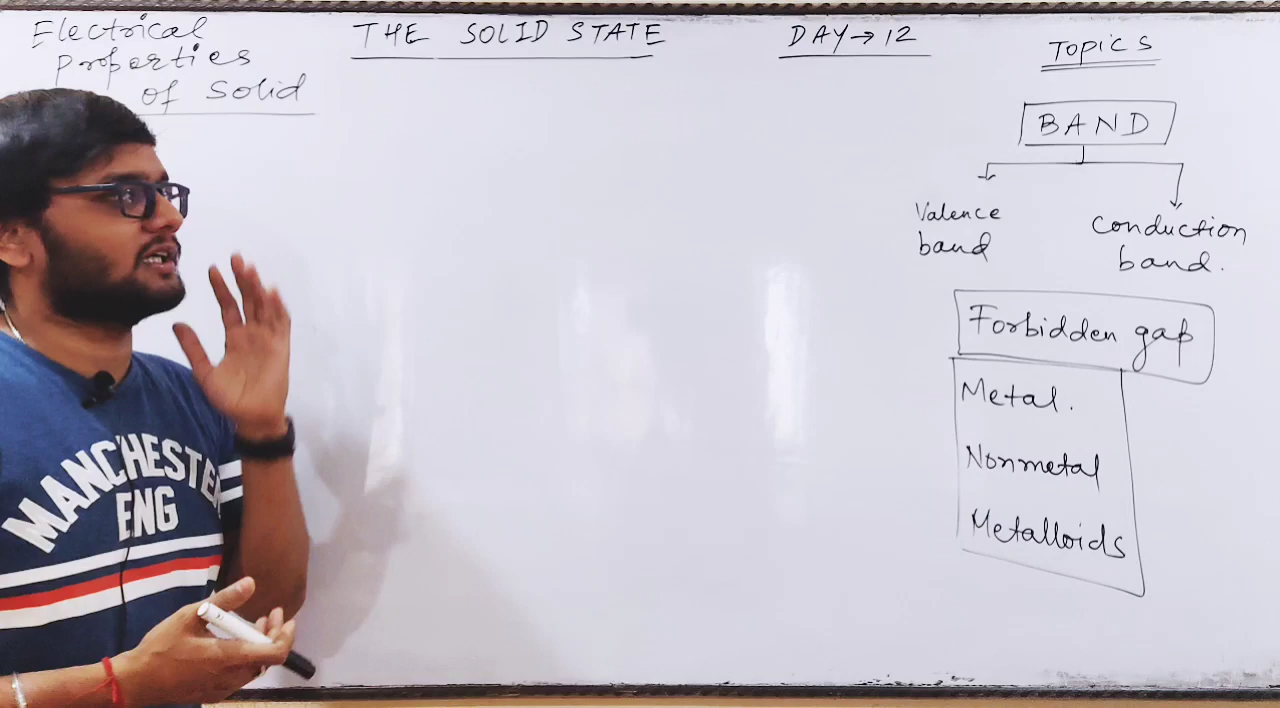 Electrical
Properties
of Solid
THE SOLID STATE
DAY→12
TOPICS
BAND
Valence
band
Conduction
band.
Forbidden gap
Metal.
Nonmetal
Metalloids
MANCHESTER
ENG